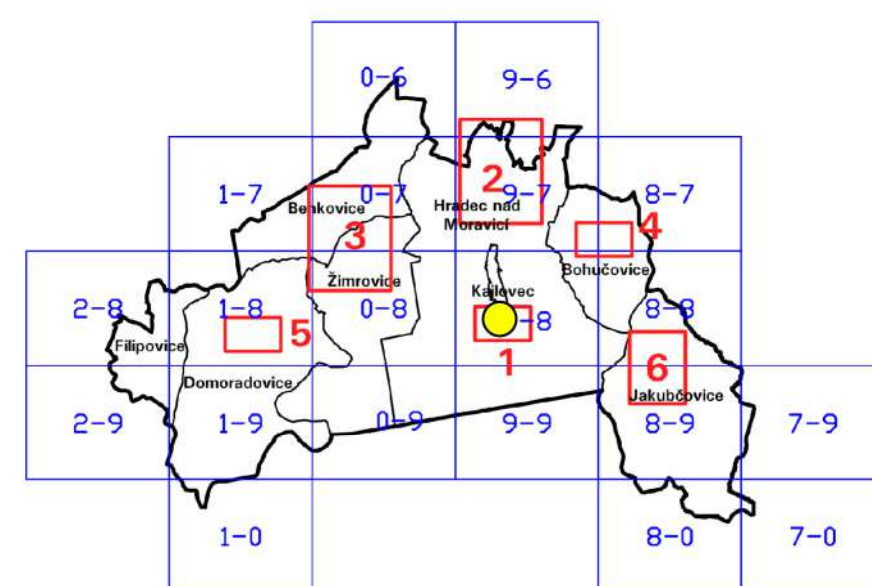 0-6
9-6
1-7
0-7
2
9-7
8-7
4
Benkovice
3
Hradec nad
Moravicí
Žimrovice
Bohučovice
Kajlovec
2-8
1-8
0-8
-8
8-8
5
1
Filipovice
Domoradovice
6
Jakubčovice
2-9
1-9
0-9
9-9
8-9
7-9
1-0
8-0
7-0